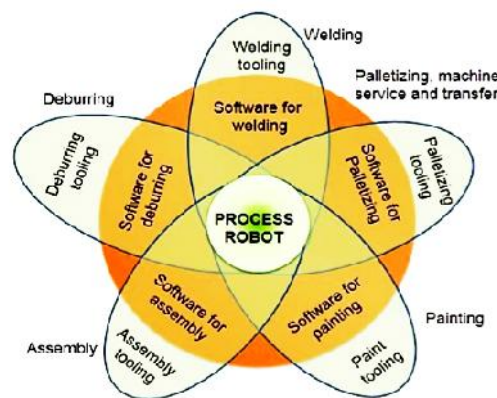 Welding
Welding
tooling
Software for
welding
Palletizing, machine
service and transfer
Deburring
Deburring
tooling
Software for
deburring
Software for
Palletizing
Palletizing
tooling
PROCESS
ROBOT
Software for
assembly
Assembly
tooling
Assembly
Software for
painting
Paint
tooling
Painting